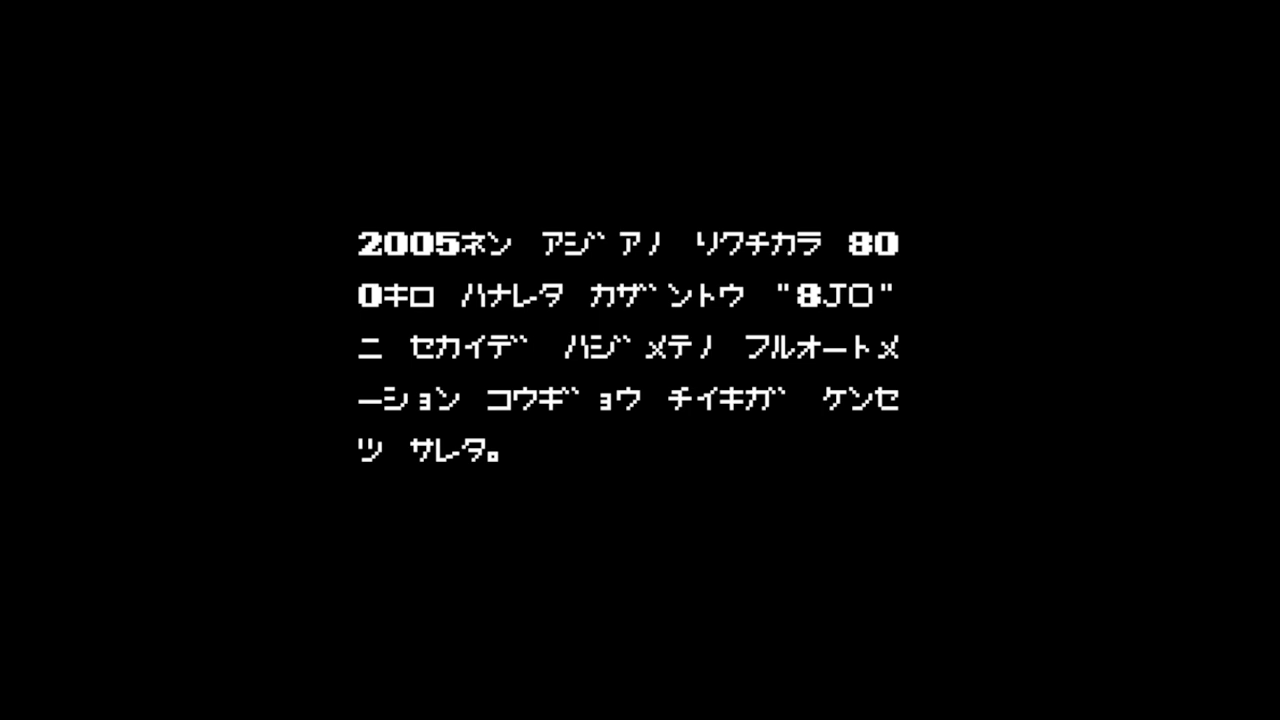 2005ネン アジアノ リクチカラ 80
0キロ ハナレタ カザントウ "8JO"
ニ セカイデ ハジメテノ フルオートメ
ーション コウギョウ チイキガ ケンセ
ツ サレタ。